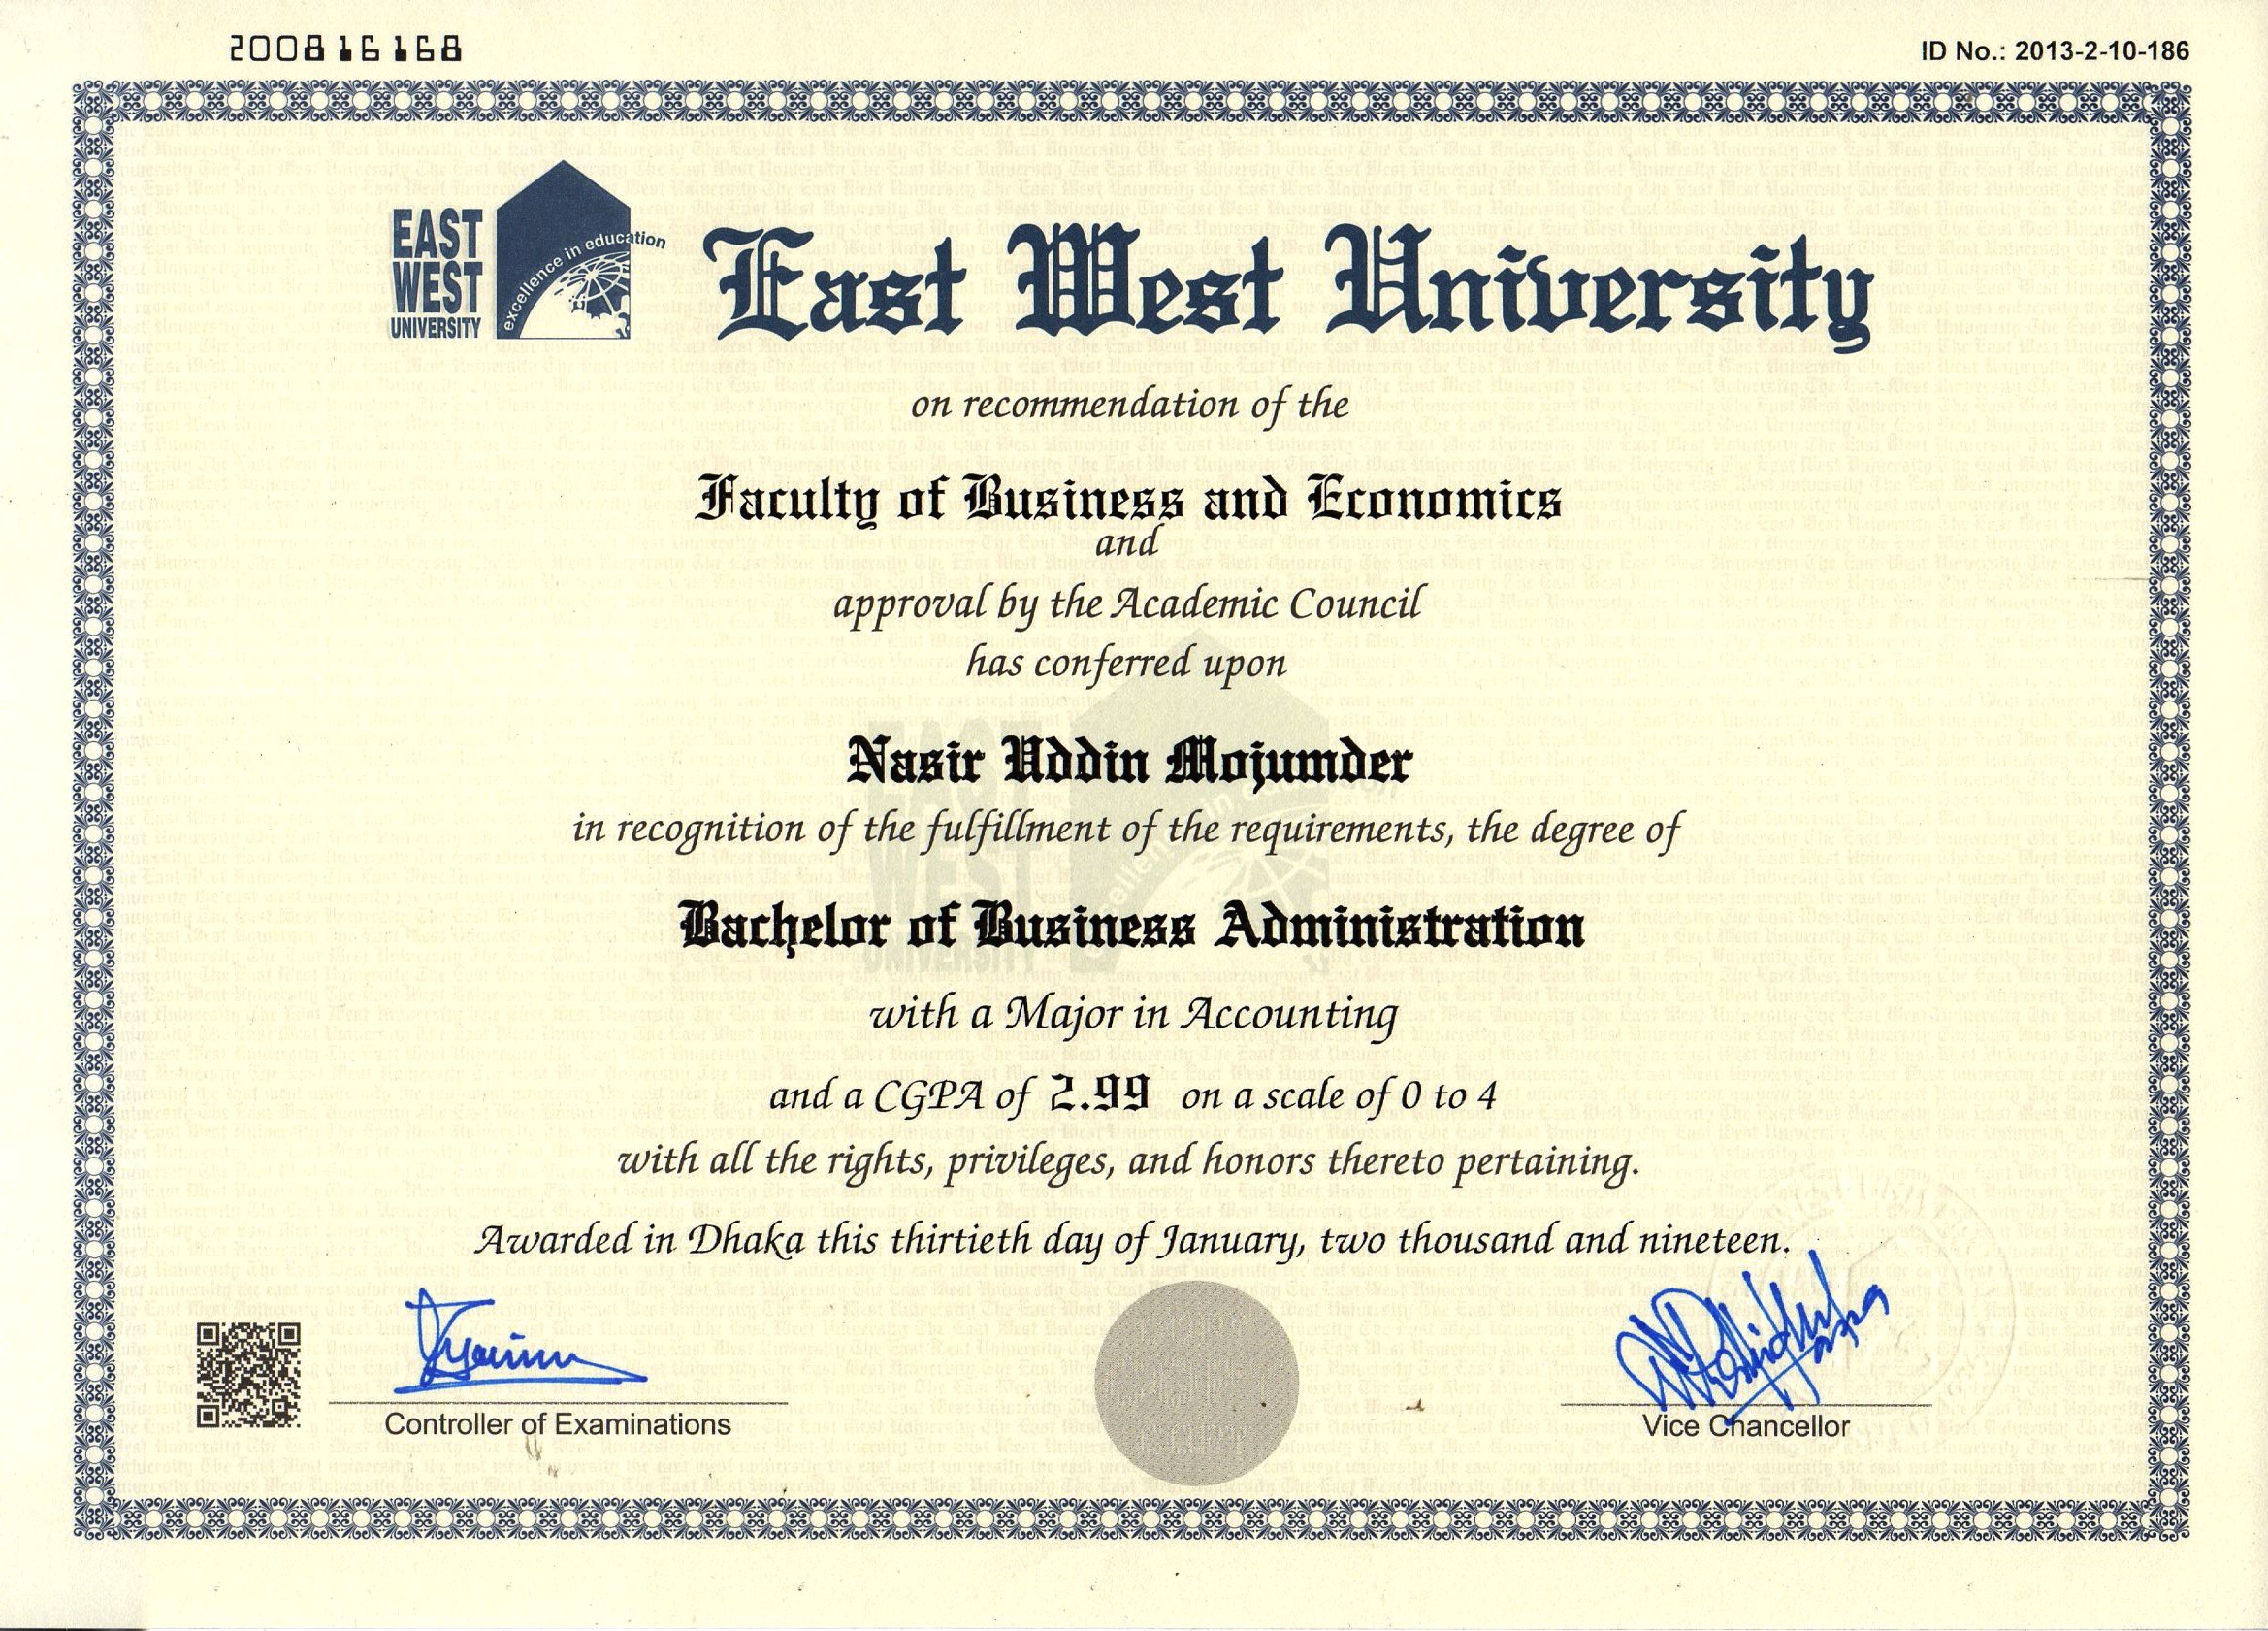 200816168
ID No.: 2013-2-10-186
EAST
WEST
UNIVERSITY
excellence in education
East West University
on recommendation of the
Faculty of Business and Economics
and
approval by the Academic Council
has conferred upon
Nasir Uddin Mojumder
in recognition of the fulfillment of the requirements, the degree of
Bachelor of Business Administration
with a Major in Accounting
and a CGPA of 2.99 on a scale of 0 to 4
with all the rights, privileges, and honors thereto pertaining.
Awarded in Dhaka this thirtieth day of January, two thousand and nineteen.
Controller of Examinations
Vice Chancellor